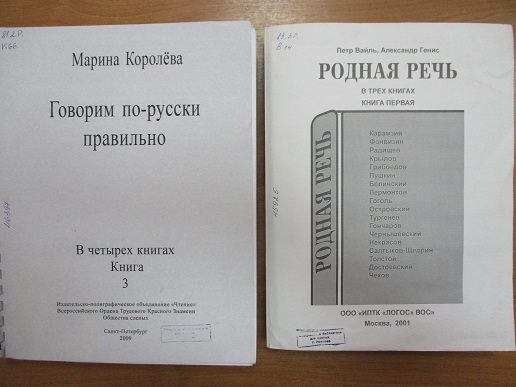 Марина Королёва
Говорим по-русски
правильно
В четырех книгах
Книга
3
Издательско-полиграфическое объединение «Чтение»
Всероссийского Ордена Трудового Красного Знамени
Общества слепых
Санкт-Петербург
2009
Петр Вайль, Александр Генис
РОДНАЯ РЕЧЬ
В ТРЕХ КНИГАХ
КНИГА ПЕРВАЯ
РОДНАЯ РЕЧЬ
Карамзин
Фонвизин
Радищев
Крылов
Грибоедов
Пушкин
Белинский
Лермонтов
Гоголь
Островский
Тургенев
Гончаров
Чернышевский
Некрасов
Салтыков-Щедрин
Толстой
Достоевский
Чехов
ООО «ИПТК «ЛОГОС» ВОС»
Москва, 2001